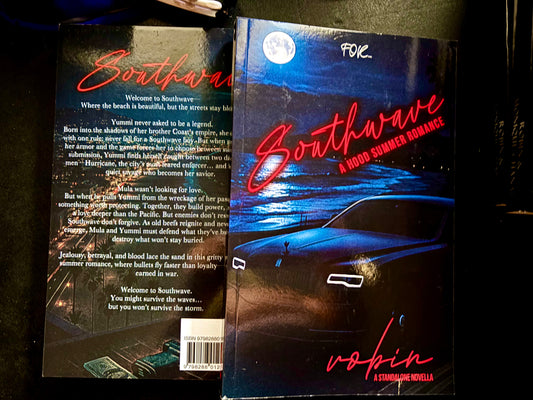 Southwav
Welcome to Southwave
Where the beach is beautiful, but the streets stay blo
Yummi never asked to be a legend.
Born into the shadows of her brother Coast's empire, she
with one rule: never fall for a Southwave boy. But when
her armor and the game forces her to choose between
submission, Yummi finds herself caught between two da
men—Hurricane, the city's most feared enforcer... and
quiet savage who becomes her savior.
Mula wasn't looking for love.
But when he pulls Yummi from the wreckage of her pas
something worth protecting. Together, they build power,
a love deeper than the Pacific. But enemies don't
Southwave don't forgive. As old beefs reignite and
emerge, Mula and Yummi must defend what they've bu
destroy what won't stay buried.
Jealousy, betrayal, and blood lace the sand in this gritty
summer romance, where bullets fly faster than loyalty
earned in war.
Welcome to Southwave.
You might survive the waves...
but you won't survive the storm.
ISBN 9798288
9 798288 012
FOR..
Southwave
A HOOD SUMMER ROMANCE
robin
A STANDALONE NOVELLA